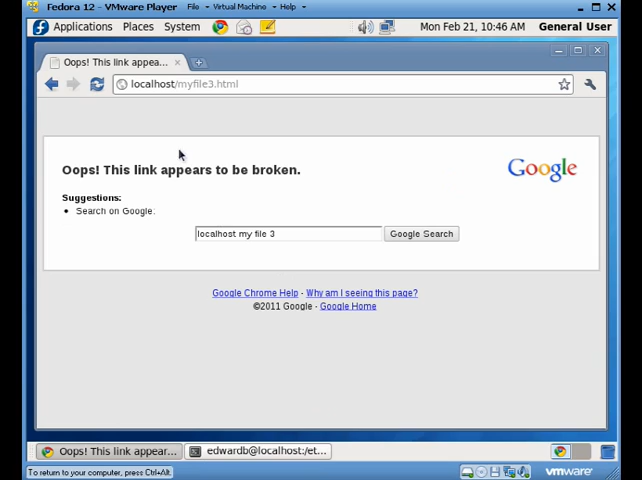 Fedora 12 - VMware Player File Virtual Machine Help
Applications Places System Mon Feb 21, 10:46 AM General User
Oops! This link appea...
localhost/myfile3.html
Oops! This link appears to be broken.
Google
Suggestions:
Search on Google:
localhost my file 3 Google Search
Google Chrome Help - Why am I seeing this page?
©2011 Google - Google Home
Oops! This link appear... edwardb@localhost:/et...
To return to your computer, press Ctrl+Alt. vmware